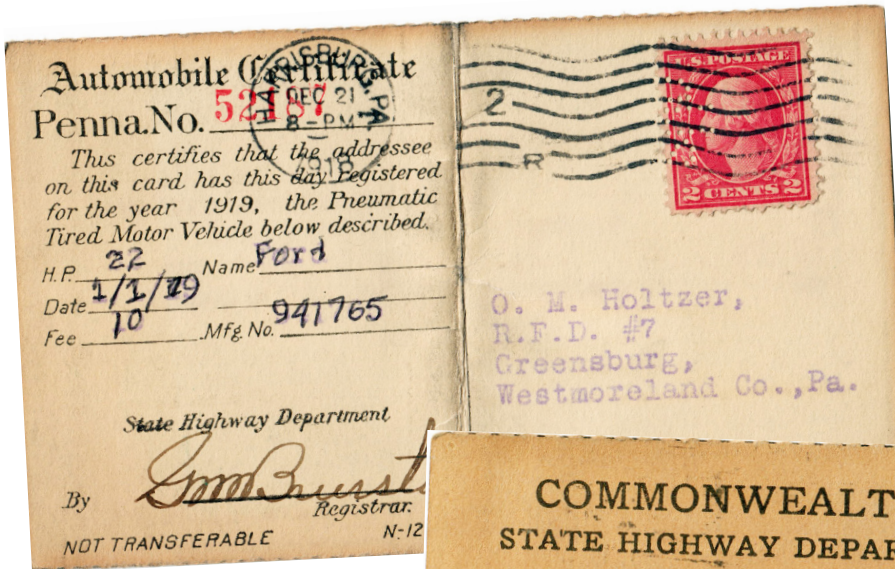 Automobile Certificate
Penna. No. 52187
This certifies that the addressee
on this card has this day registered
for the year 1919, the Pneumatic
Tired Motor Vehicle below described.
H.P. 22 Name Ford
Date 1/1/19
Fee 10 Mfg. No. 941765
State Highway Department
By
Registrar.
NOT TRANSFERABLE N-12
HARRISBURG, PA.
DEC 21
8-PM
1918
2
R
U.S. POSTAGE
2 CENTS 2
O. M. Holtzer,
R.F.D. #7
Greensburg,
Westmoreland Co.,Pa.
COMMONWEALT
STATE HIGHWAY DEPAR